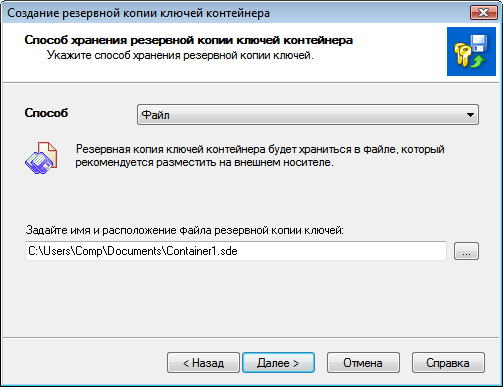 Создание резервной копии ключей контейнера
Способ хранения резервной копии ключей контейнера
Укажите способ хранения резервной копии ключей.
Способ
Файл
Резервная копия ключей контейнера будет храниться в файле, который
рекомендуется разместить на внешнем носителе.
Задайте имя и расположение файла резервной копии ключей:
C:\Users\Comp\Documents\Container1.sde
...
< Назад
Далее >
Отмена
Справка